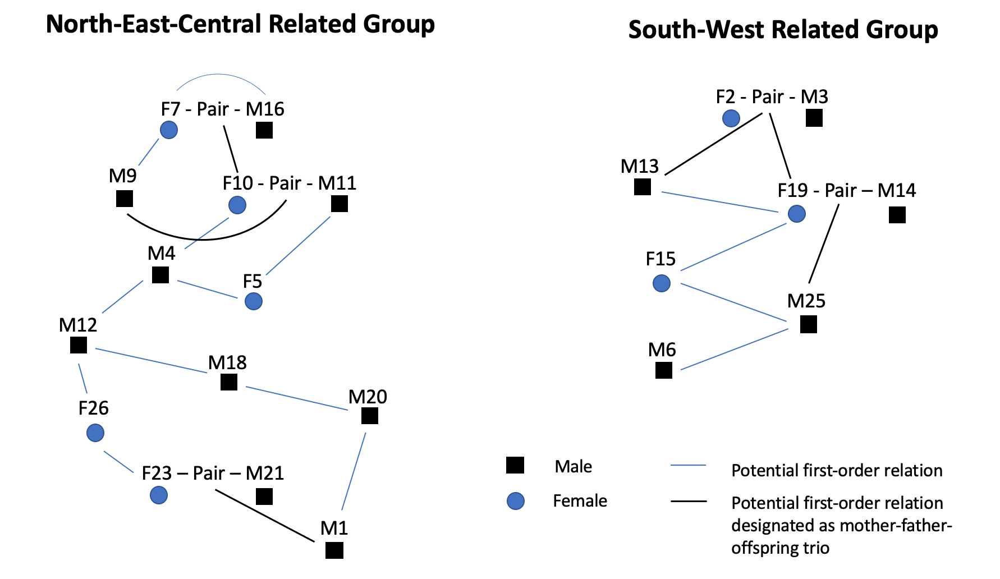 North-East-Central Related Group
F7 - Pair - M16
M9
F10 - Pair - M11
M4
F5
M12
M18
M20
F26
F23 – Pair – M21
M1
South-West Related Group
F2 - Pair - M3
M13
F19 - Pair – M14
F15
M25
M6
Male
Female
Potential first-order relation
Potential first-order relation
designated as mother-father-
offspring trio